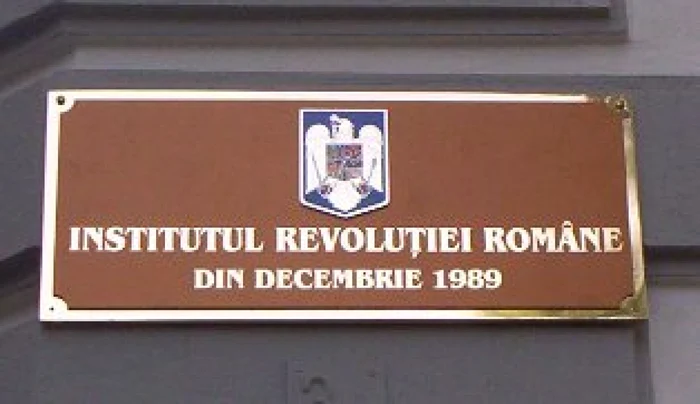 INSTITUTUL REVOLUȚIEI ROMÂNE
DIN DECEMBRIE 1989